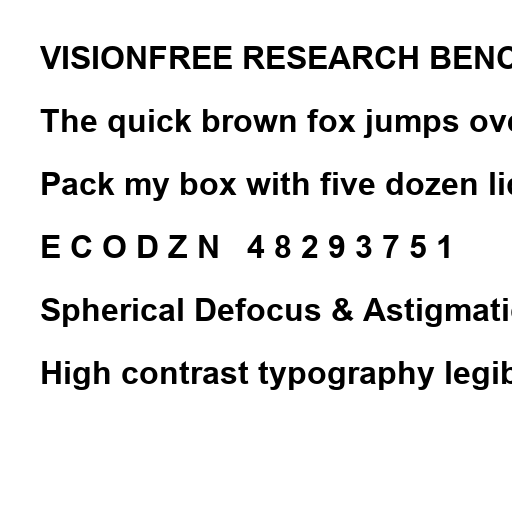 VISIONFREE RESEARCH
The quick brown fox jumps
Pack my box with five dozen
E C O D Z N 4 8 2 9 3 7 5 1
Spherical Defocus &
High contrast typography